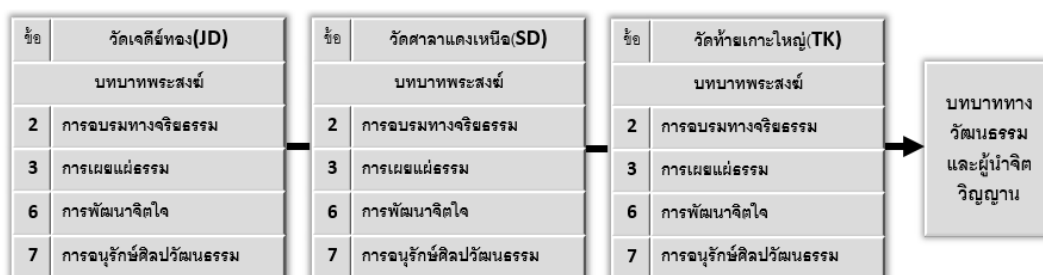 ข้อ วัดเจดีย์ทอง(JD)
บทบาทพระสงฆ์
2 การอบรมทางจริยธรรม
3 การเผยแผ่ธรรม
6 การพัฒนาจิตใจ
7 การอนุรักษ์ศิลปวัฒนธรรม
ข้อ วัดศาลาแดงเหนือ(SD)
บทบาทพระสงฆ์
2 การอบรมทางจริยธรรม
3 การเผยแผ่ธรรม
6 การพัฒนาจิตใจ
7 การอนุรักษ์ศิลปวัฒนธรรม
ข้อ วัดท้ายเกาะใหญ่(TK)
บทบาทพระสงฆ์
2 การอบรมทางจริยธรรม
3 การเผยแผ่ธรรม
6 การพัฒนาจิตใจ
7 การอนุรักษ์ศิลปวัฒนธรรม
บทบาททาง
วัฒนธรรม
และผู้นำจิต
วิญญาน